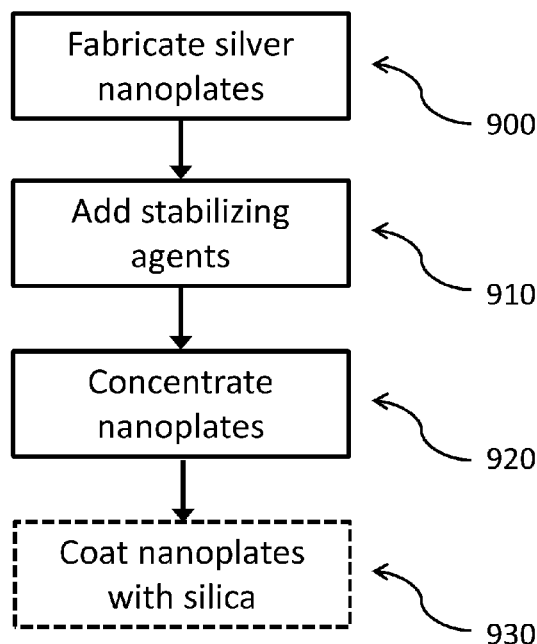 Fabricate silver
nanoplates
900
Add stabilizing
agents
910
Concentrate
nanoplates
920
Coat nanoplates
with silica
930